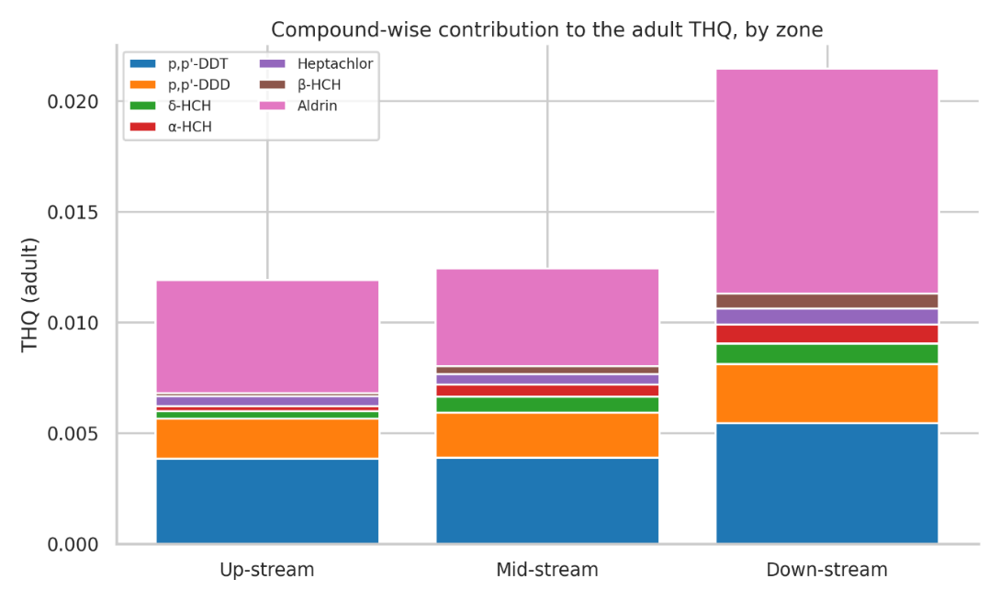 Compound-wise contribution to the adult THQ, by zone
p,p'-DDT
p,p'-DDD
δ-HCH
α-HCH
Heptachlor
β-HCH
Aldrin
THQ (adult)
0.020
0.015
0.010
0.005
0.000
Up-stream
Mid-stream
Down-stream